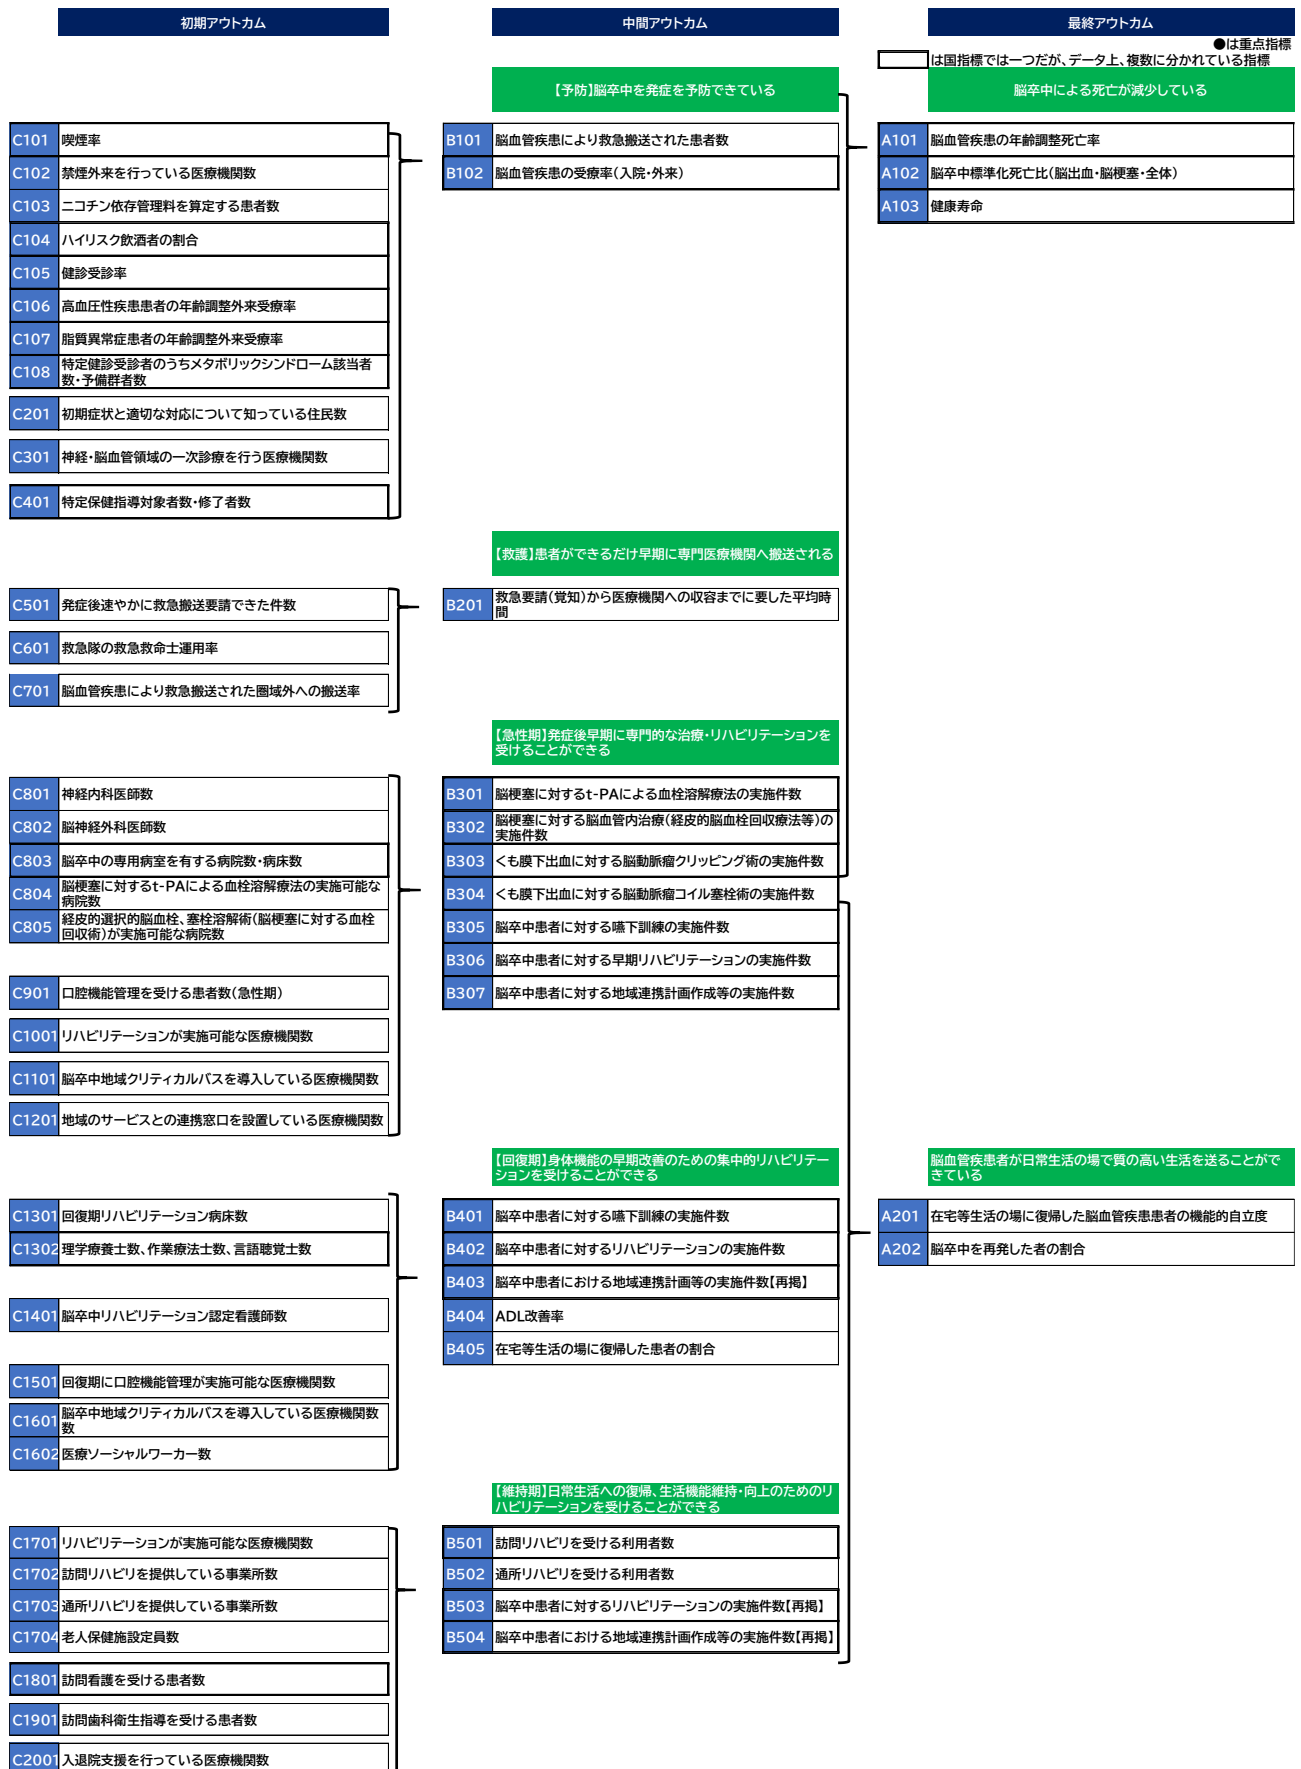 初期アウトカム
中間アウトカム
最終アウトカム
●は重点指標
は国指標では一つだが、データ上、複数に分かれている指標
【予防】脳卒中を発症を予防できている
脳卒中による死亡が減少している
C101 喫煙率
C102 禁煙外来を行っている医療機関数
C103 ニコチン依存管理料を算定する患者数
C104 ハイリスク飲酒者の割合
C105 健診受診率
C106 高血圧性疾患患者の年齢調整外来受療率
C107 脂質異常症患者の年齢調整外来受療率
C108 特定健診受診者のうちメタボリックシンドローム該当者
数・予備群者数
C201 初期症状と適切な対応について知っている住民数
C301 神経・脳血管領域の一次診療を行う医療機関数
C401 特定保健指導対象者数・修了者数
B101 脳血管疾患により救急搬送された患者数
B102 脳血管疾患の受療率(入院・外来)
A101 脳血管疾患の年齢調整死亡率
A102 脳卒中標準化死亡比(脳出血・脳梗塞・全体)
A103 健康寿命
【救護】患者ができるだけ早期に専門医療機関へ搬送される
C501 発症後速やかに救急搬送要請できた件数
C601 救急隊の救急救命士運用率
C701 脳血管疾患により救急搬送された圏域外への搬送率
B201 救急要請(覚知)から医療機関への収容までに要した平均時
間
【急性期】発症後早期に専門的な治療・リハビリテーションを
受けることができる
C801 神経内科医師数
C802 脳神経外科医師数
C803 脳卒中の専用病室を有する病院数・病床数
C804 脳梗塞に対するt-PAによる血栓溶解療法の実施可能な
病院数
C805 経皮的選択的脳血栓、塞栓溶解術(脳梗塞に対する血栓
回収術)が実施可能な病院数
C901 口腔機能管理を受ける患者数(急性期)
C1001 リハビリテーションが実施可能な医療機関数
C1101 脳卒中地域クリティカルパスを導入している医療機関数
C1201 地域のサービスとの連携窓口を設置している医療機関数
B301 脳梗塞に対するt-PAによる血栓溶解療法の実施件数
B302 脳梗塞に対する脳血管内治療(経皮的脳血栓回収療法等)の
実施件数
B303 くも膜下出血に対する脳動脈瘤クリッピング術の実施件数
B304 くも膜下出血に対する脳動脈瘤コイル塞栓術の実施件数
B305 脳卒中患者に対する嚥下訓練の実施件数
B306 脳卒中患者に対する早期リハビリテーションの実施件数
B307 脳卒中患者に対する地域連携計画作成等の実施件数
【回復期】身体機能の早期改善のための集中的リハビリテー
ションを受けることができる
脳血管疾患者が日常生活の場で質の高い生活を送ることがで
きている
C1301 回復期リハビリテーション病床数
C1302 理学療養士数、作業療法士数、言語聴覚士数
C1401 脳卒中リハビリテーション認定看護師数
C1501 回復期に口腔機能管理が実施可能な医療機関数
C1601 脳卒中地域クリティカルパスを導入している医療機関数
数
C1602 医療ソーシャルワーカー数
B401 脳卒中患者に対する嚥下訓練の実施件数
B402 脳卒中患者に対するリハビリテーションの実施件数
B403 脳卒中患者における地域連携計画等の実施件数【再掲】
B404 ADL改善率
B405 在宅等生活の場に復帰した患者の割合
A201 在宅等生活の場に復帰した脳血管疾患患者の機能的自立度
A202 脳卒中を再発した者の割合
【維持期】日常生活への復帰、生活機能維持・向上のためのリ
ハビリテーションを受けることができる
C1701 リハビリテーションが実施可能な医療機関数
C1702 訪問リハビリを提供している事業所数
C1703 通所リハビリを提供している事業所数
C1704 老人保健施設定員数
C1801 訪問看護を受ける患者数
C1901 訪問歯科衛生指導を受ける患者数
C2001 入退院支援を行っている医療機関数
B501 訪問リハビリを受ける利用者数
B502 通所リハビリを受ける利用者数
B503 脳卒中患者に対するリハビリテーションの実施件数【再掲】
B504 脳卒中患者における地域連携計画作成等の実施件数【再掲】